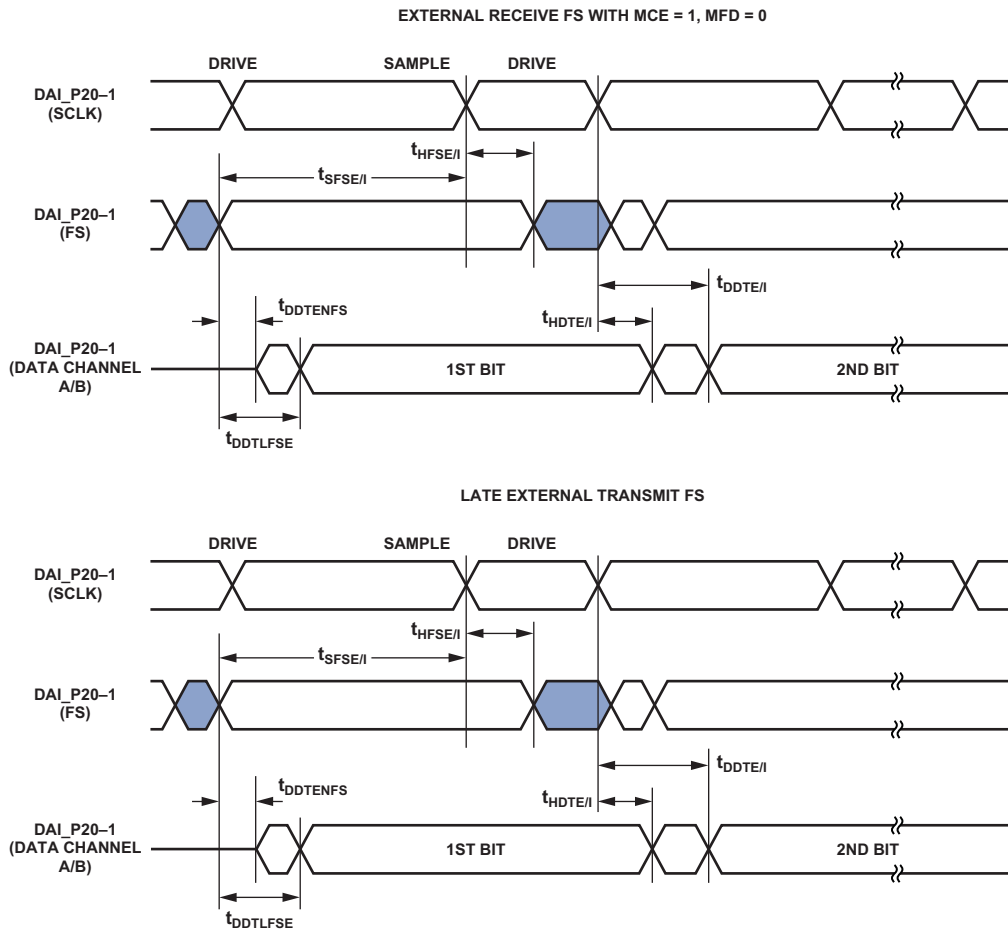 EXTERNAL RECEIVE FS WITH MCE = 1, MFD = 0
DRIVE SAMPLE DRIVE
DAI_P20–1
(SCLK)
tHFSE/I
tSFSE/I
DAI_P20–1
(FS)
tDDTE/I
tDDTENFS
tHDTE/I
DAI_P20–1
(DATA CHANNEL
A/B)
1ST BIT 2ND BIT
tDDTLFSE
LATE EXTERNAL TRANSMIT FS
DRIVE SAMPLE DRIVE
DAI_P20–1
(SCLK)
tHFSE/I
tSFSE/I
DAI_P20–1
(FS)
tDDTE/I
tDDTENFS
tHDTE/I
DAI_P20–1
(DATA CHANNEL
A/B)
1ST BIT 2ND BIT
tDDTLFSE